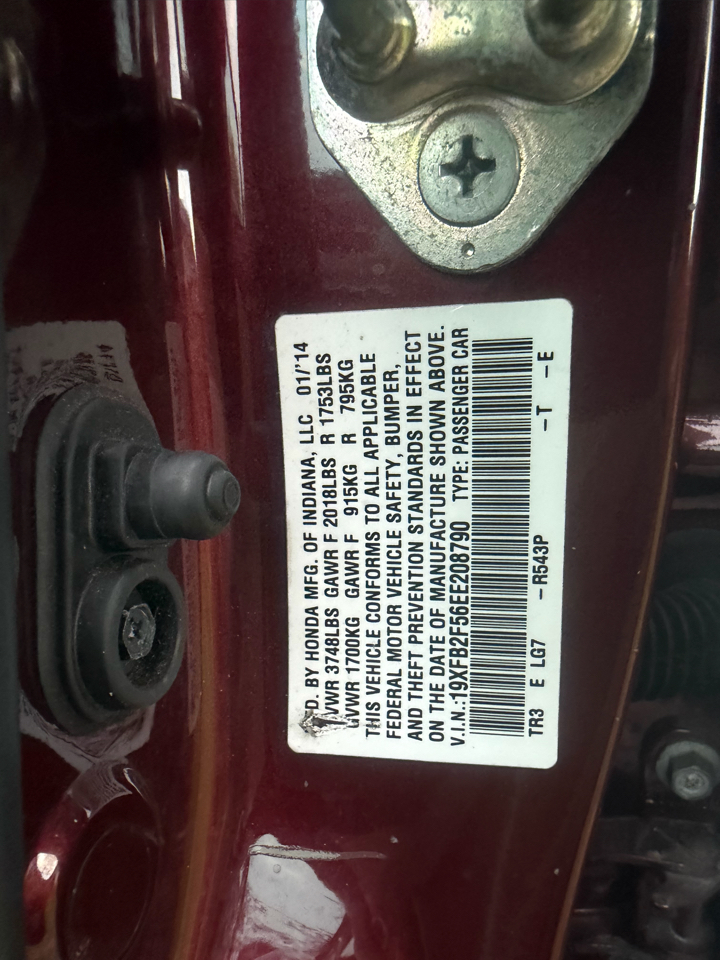 D. BY HONDA MFG. OF INDIANA, LLC 01/'14
VWR 3748LBS GAWR F 2018LBS R 1753LBS
GVWR 1700KG GAWR F 915KG R 795KG
THIS VEHICLE CONFORMS TO ALL APPLICABLE
FEDERAL MOTOR VEHICLE SAFETY, BUMPER,
AND THEFT PREVENTION STANDARDS IN EFFECT
ON THE DATE OF MANUFACTURE SHOWN ABOVE.
V.I.N.:19XFB2F56EE208790 TYPE: PASSENGER CAR
TR3 E LG7 -R543P -T -E